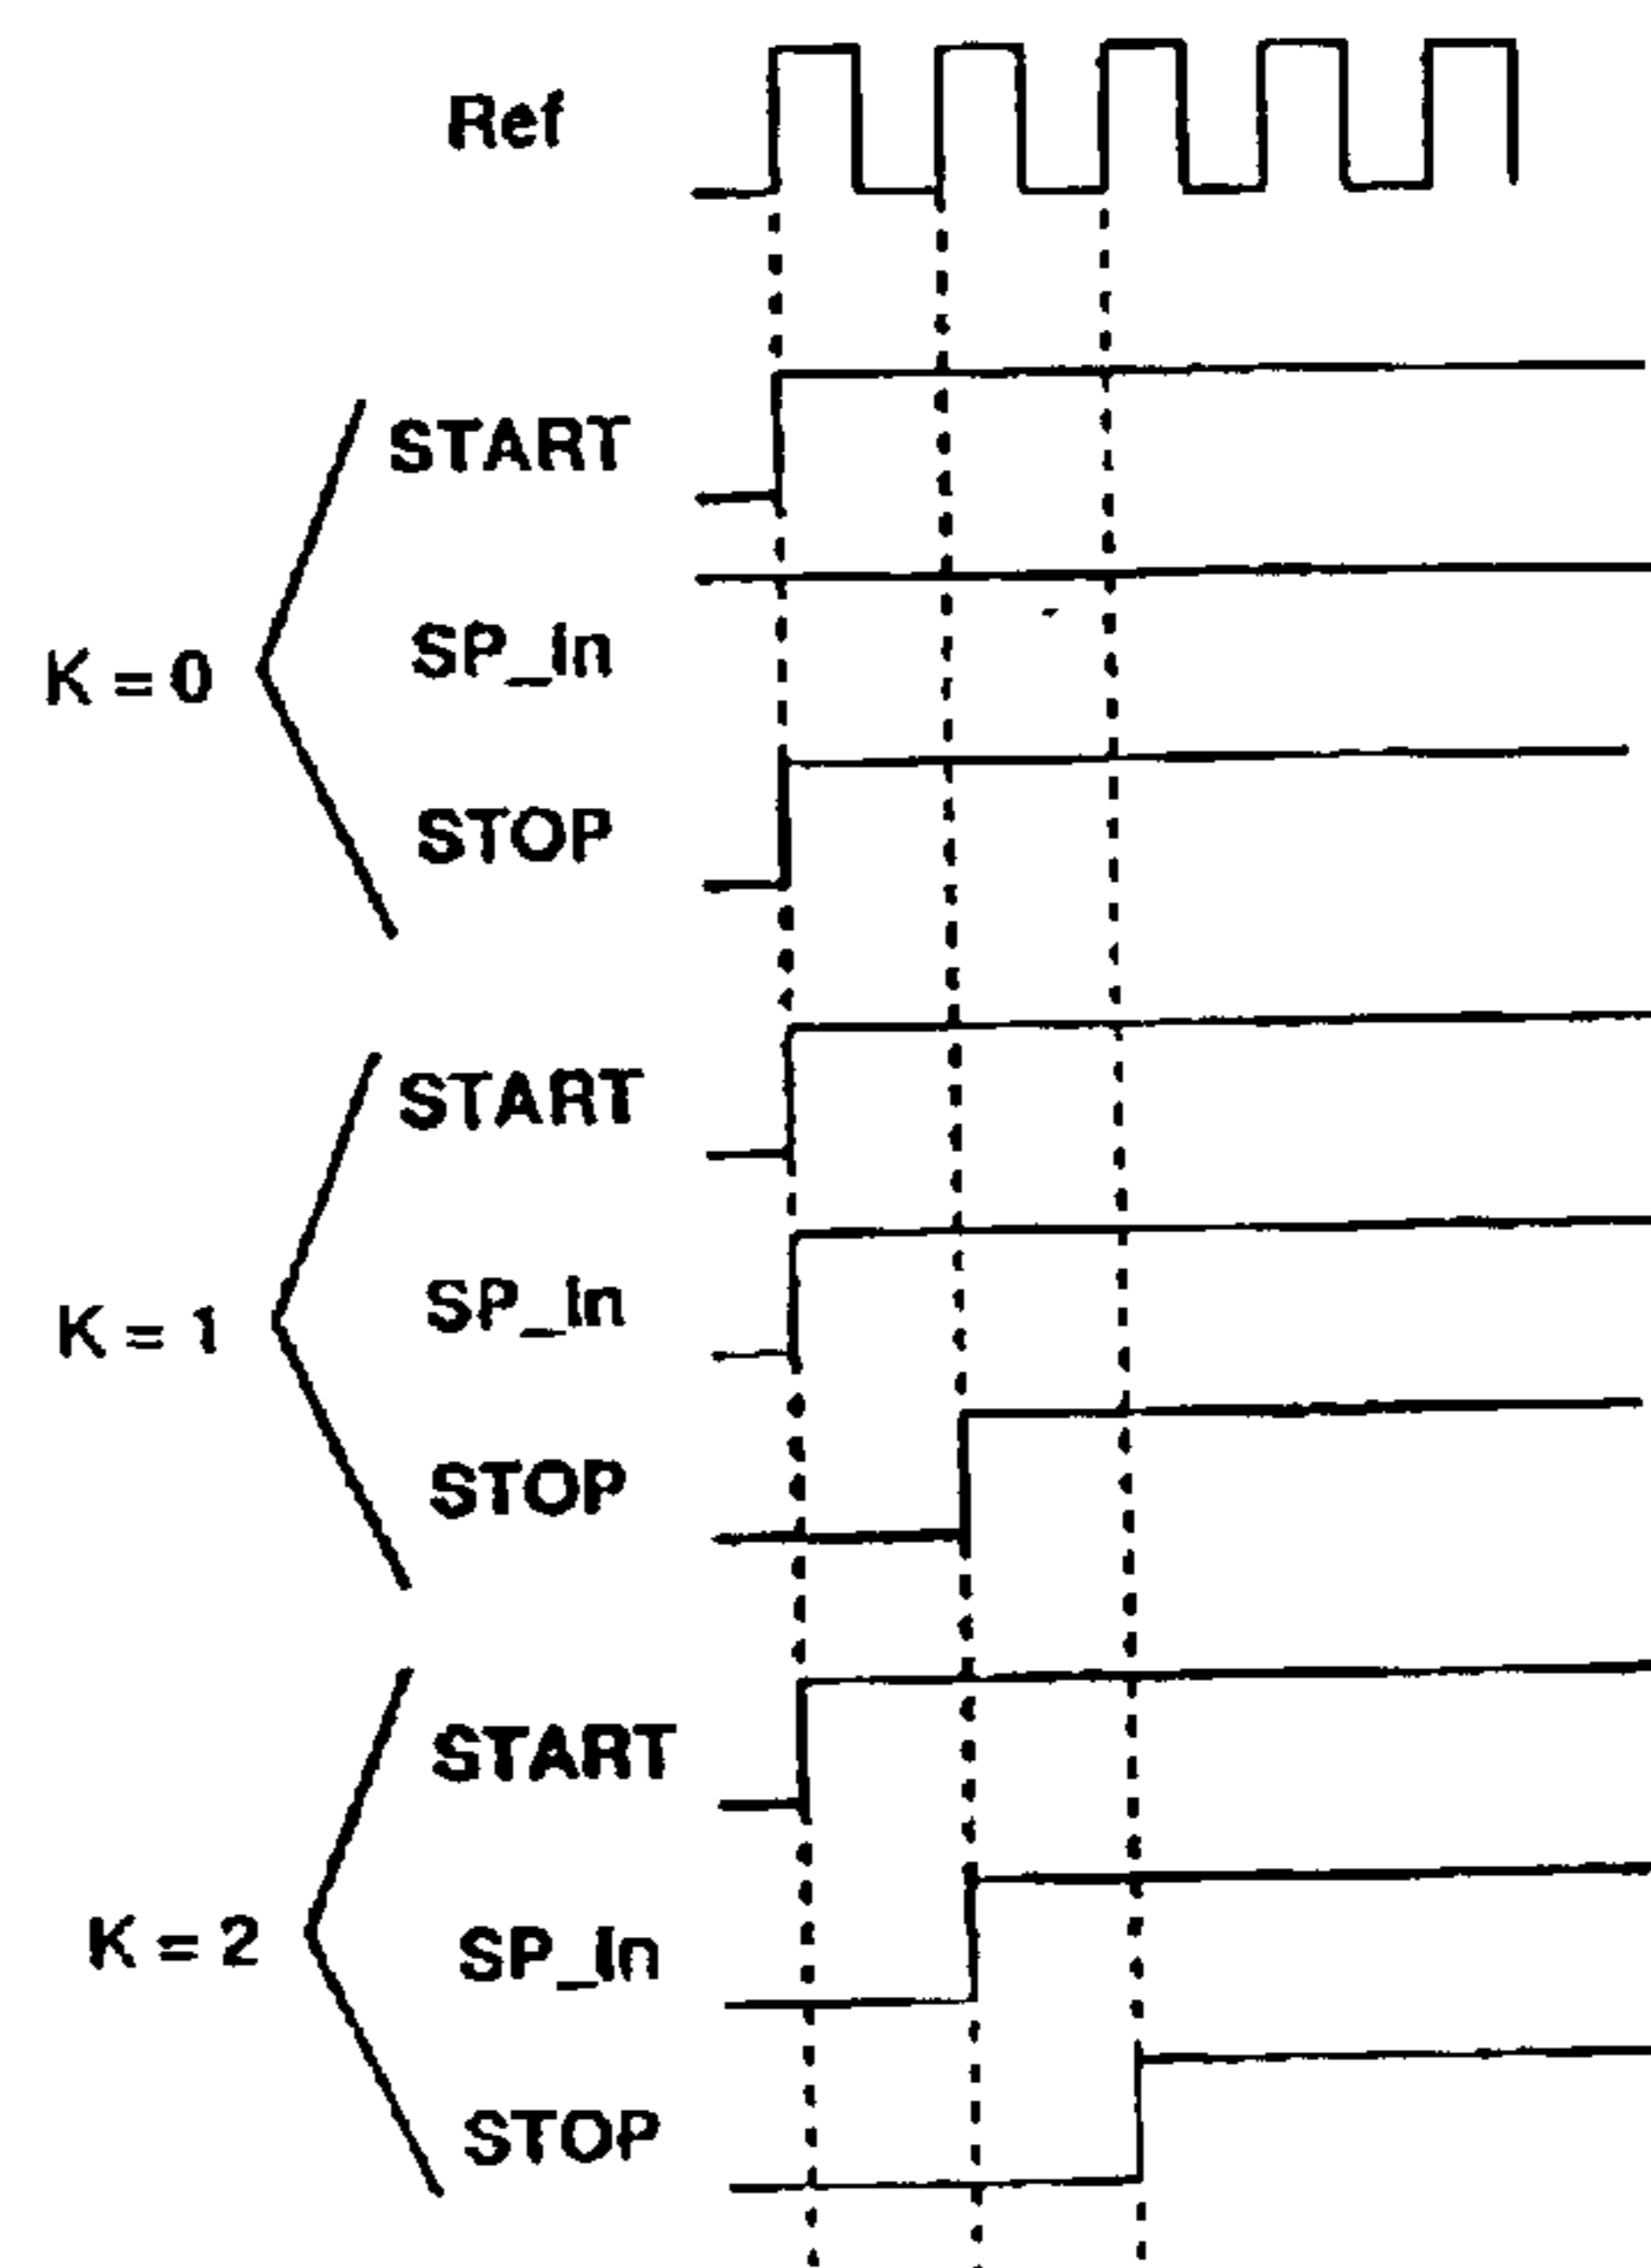 Ref
START
SP_in
K = 0
STOP
START
SP_in
K = 1
STOP
START
SP_in
K = 2
STOP